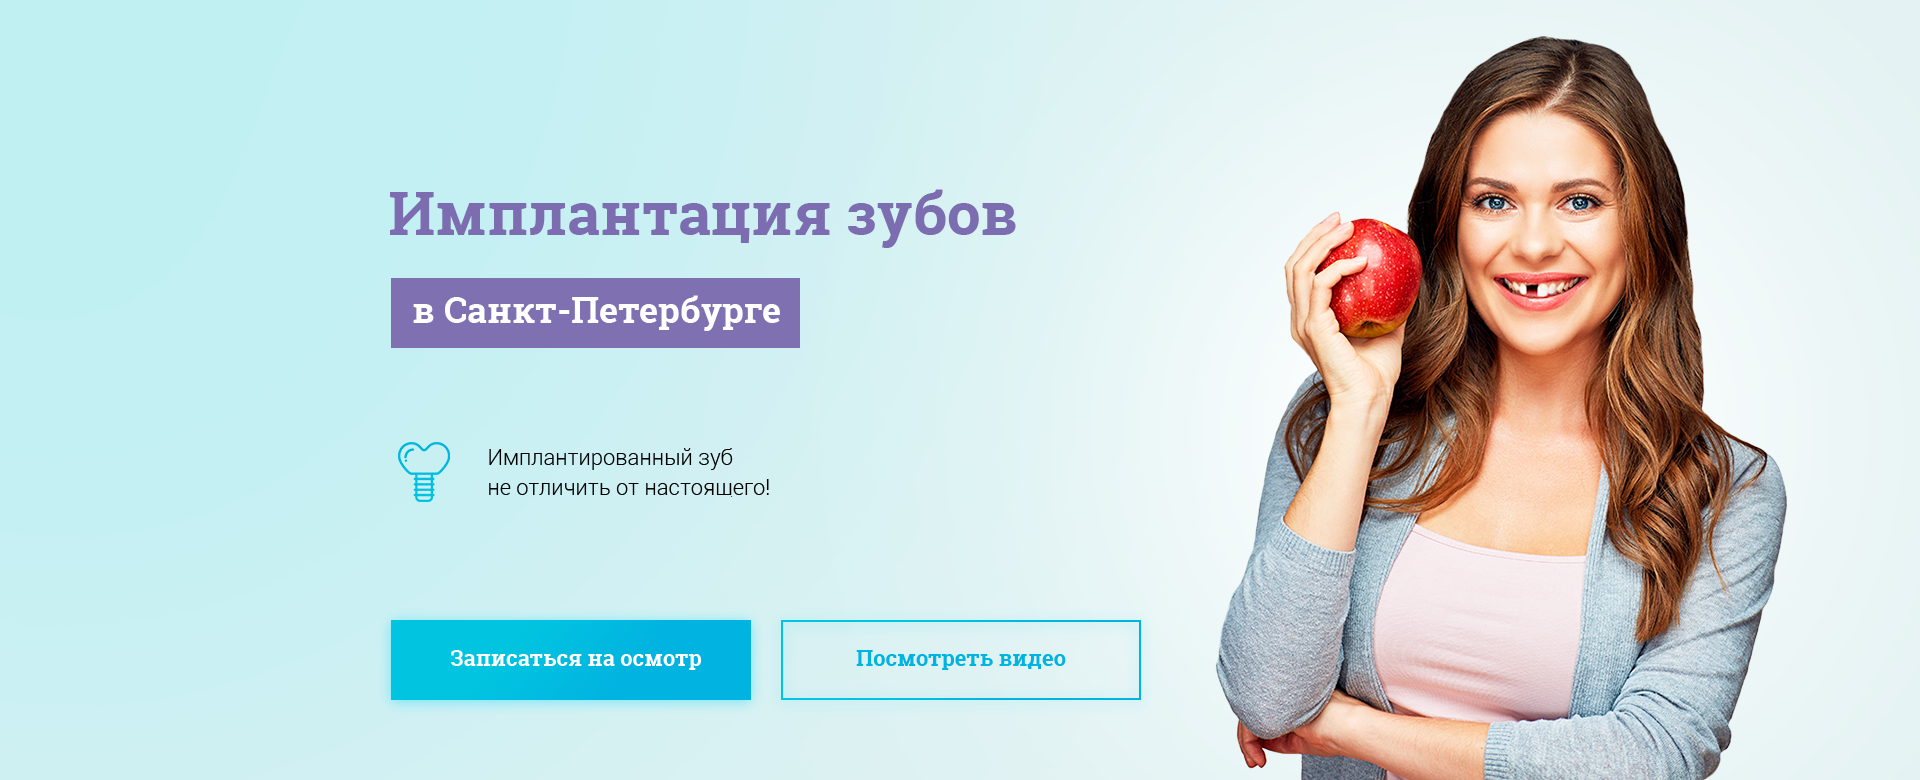 Имплантация зубов
в Санкт-Петербурге
Имплантированный зуб
не отличить от настоящего!
Записаться на осмотр
Посмотреть видео